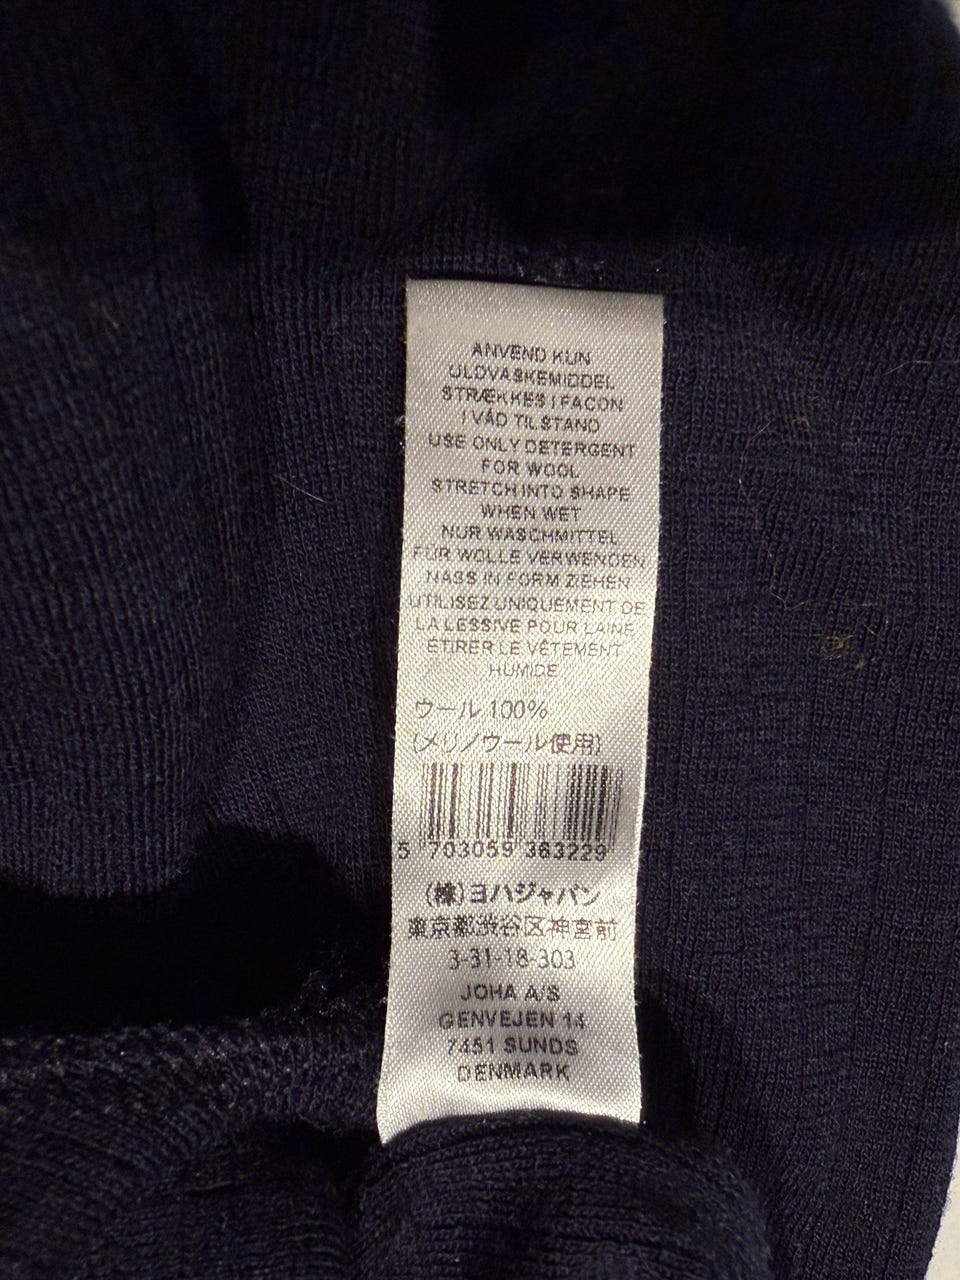 ANVEND KUN
ULDVASKEMIDDEL
STRÆKKES I FACON
I VÅD TILSTAND
USE ONLY DETERGENT
FOR WOOL
STRETCH INTO SHAPE
WHEN WET
NUR WASCHMITTEL
FÜR WOLLE VERWENDEN
NASS IN FORM ZIEHEN
UTILISEZ UNIQUEMENT DE
LA LESSIVE POUR LAINE
ETIRER LE VÊTEMENT
HUMIDE
ウール 100%
(メリノウール使用)
5 703059 363229
(株)ヨハジャパン
東京都渋谷区神宮前
3-31-18-303
JOHA A/S
GENVEJEN 14
7451 SUNDS
DENMARK